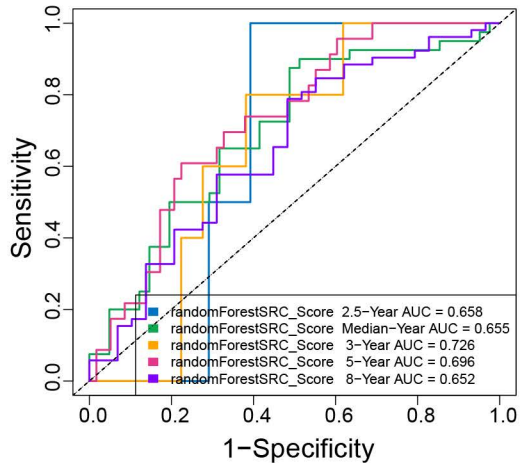 1.0
0.8
0.6
0.4
0.2
0.0
Sensitivity
randomForestSRC_Score 2.5-Year AUC = 0.658
randomForestSRC_Score Median-Year AUC = 0.655
randomForestSRC_Score 3-Year AUC = 0.726
randomForestSRC_Score 5-Year AUC = 0.696
randomForestSRC_Score 8-Year AUC = 0.652
0.0 0.2 0.4 0.6 0.8 1.0
1−Specificity